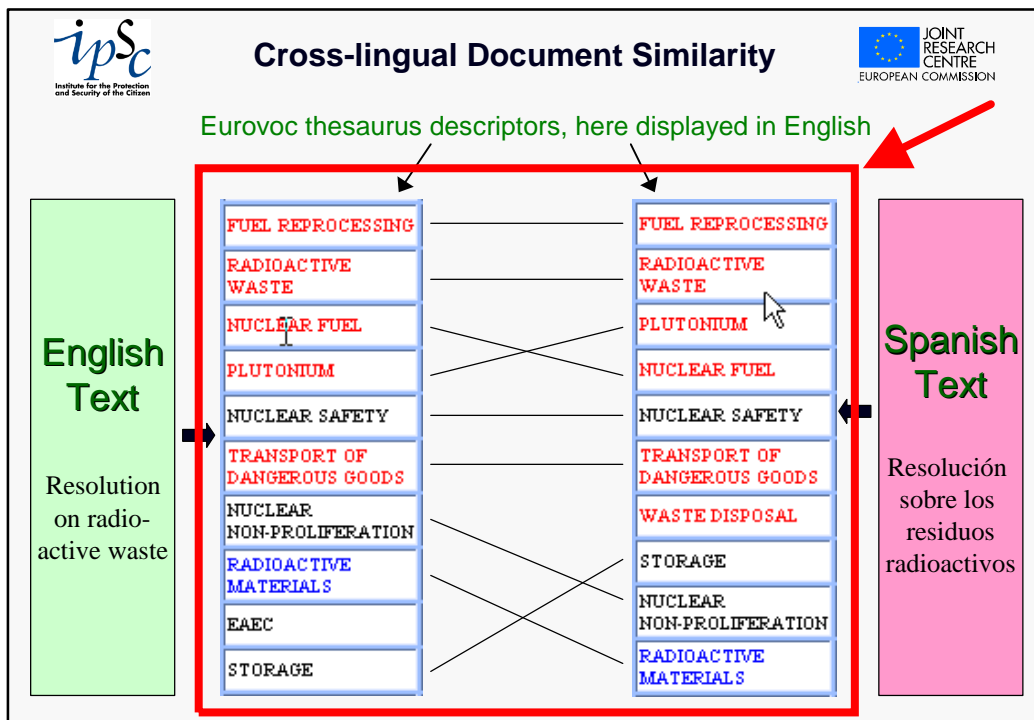 ipSc
Institute for the Protection
and Security of the Citizen
Cross-lingual Document Similarity
JOINT
RESEARCH
CENTRE
EUROPEAN COMMISSION
Eurovoc thesaurus descriptors, here displayed in English
English
Text
Resolution
on radio-
active waste
FUEL REPROCESSING
RADIOACTIVE
WASTE
NUCLEAR FUEL
PLUTONIUM
NUCLEAR SAFETY
TRANSPORT OF
DANGEROUS GOODS
NUCLEAR
NON-PROLIFERATION
RADIOACTIVE
MATERIALS
EAEC
STORAGE
FUEL REPROCESSING
RADIOACTIVE
WASTE
PLUTONIUM
NUCLEAR FUEL
NUCLEAR SAFETY
TRANSPORT OF
DANGEROUS GOODS
WASTE DISPOSAL
STORAGE
NUCLEAR
NON-PROLIFERATION
RADIOACTIVE
MATERIALS
Spanish
Text
Resolución
sobre los
residuos
radioactivos